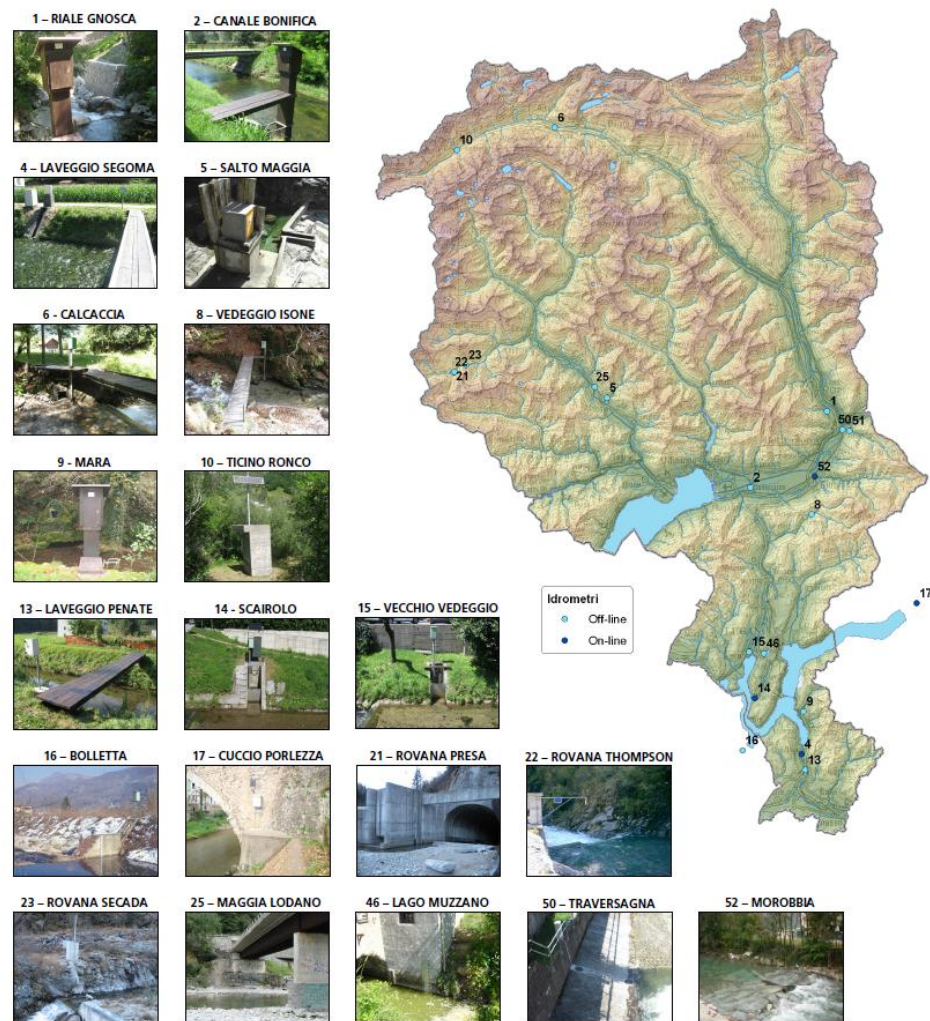 1 – RIALE GNOSCA
2 – CANALE BONIFICA
4 – LAVEGGIO SEGOMA
5 – SALTO MAGGIA
6 - CALCACCIA
8 – VEDEGGIO ISONE
9 - MARA
10 – TICINO RONCO
13 – LAVEGGIO PENATE
14 - SCAIROLO
15 – VECCHIO VEDEGGIO
16 – BOLLETTA
17 – CUCCIO PORLEZZA
21 – ROVANA PRESA
22 – ROVANA THOMPSON
23 – ROVANA SECADA
25 – MAGGIA LODANO
46 – LAGO MUZZANO
50 – TRAVERSAGNA
52 – MOROBBIA
6
10
23
22
21
25
5
1
50
51
52
2
8
Idrometri
Off-line
On-line
17
15
46
14
9
16
4
13